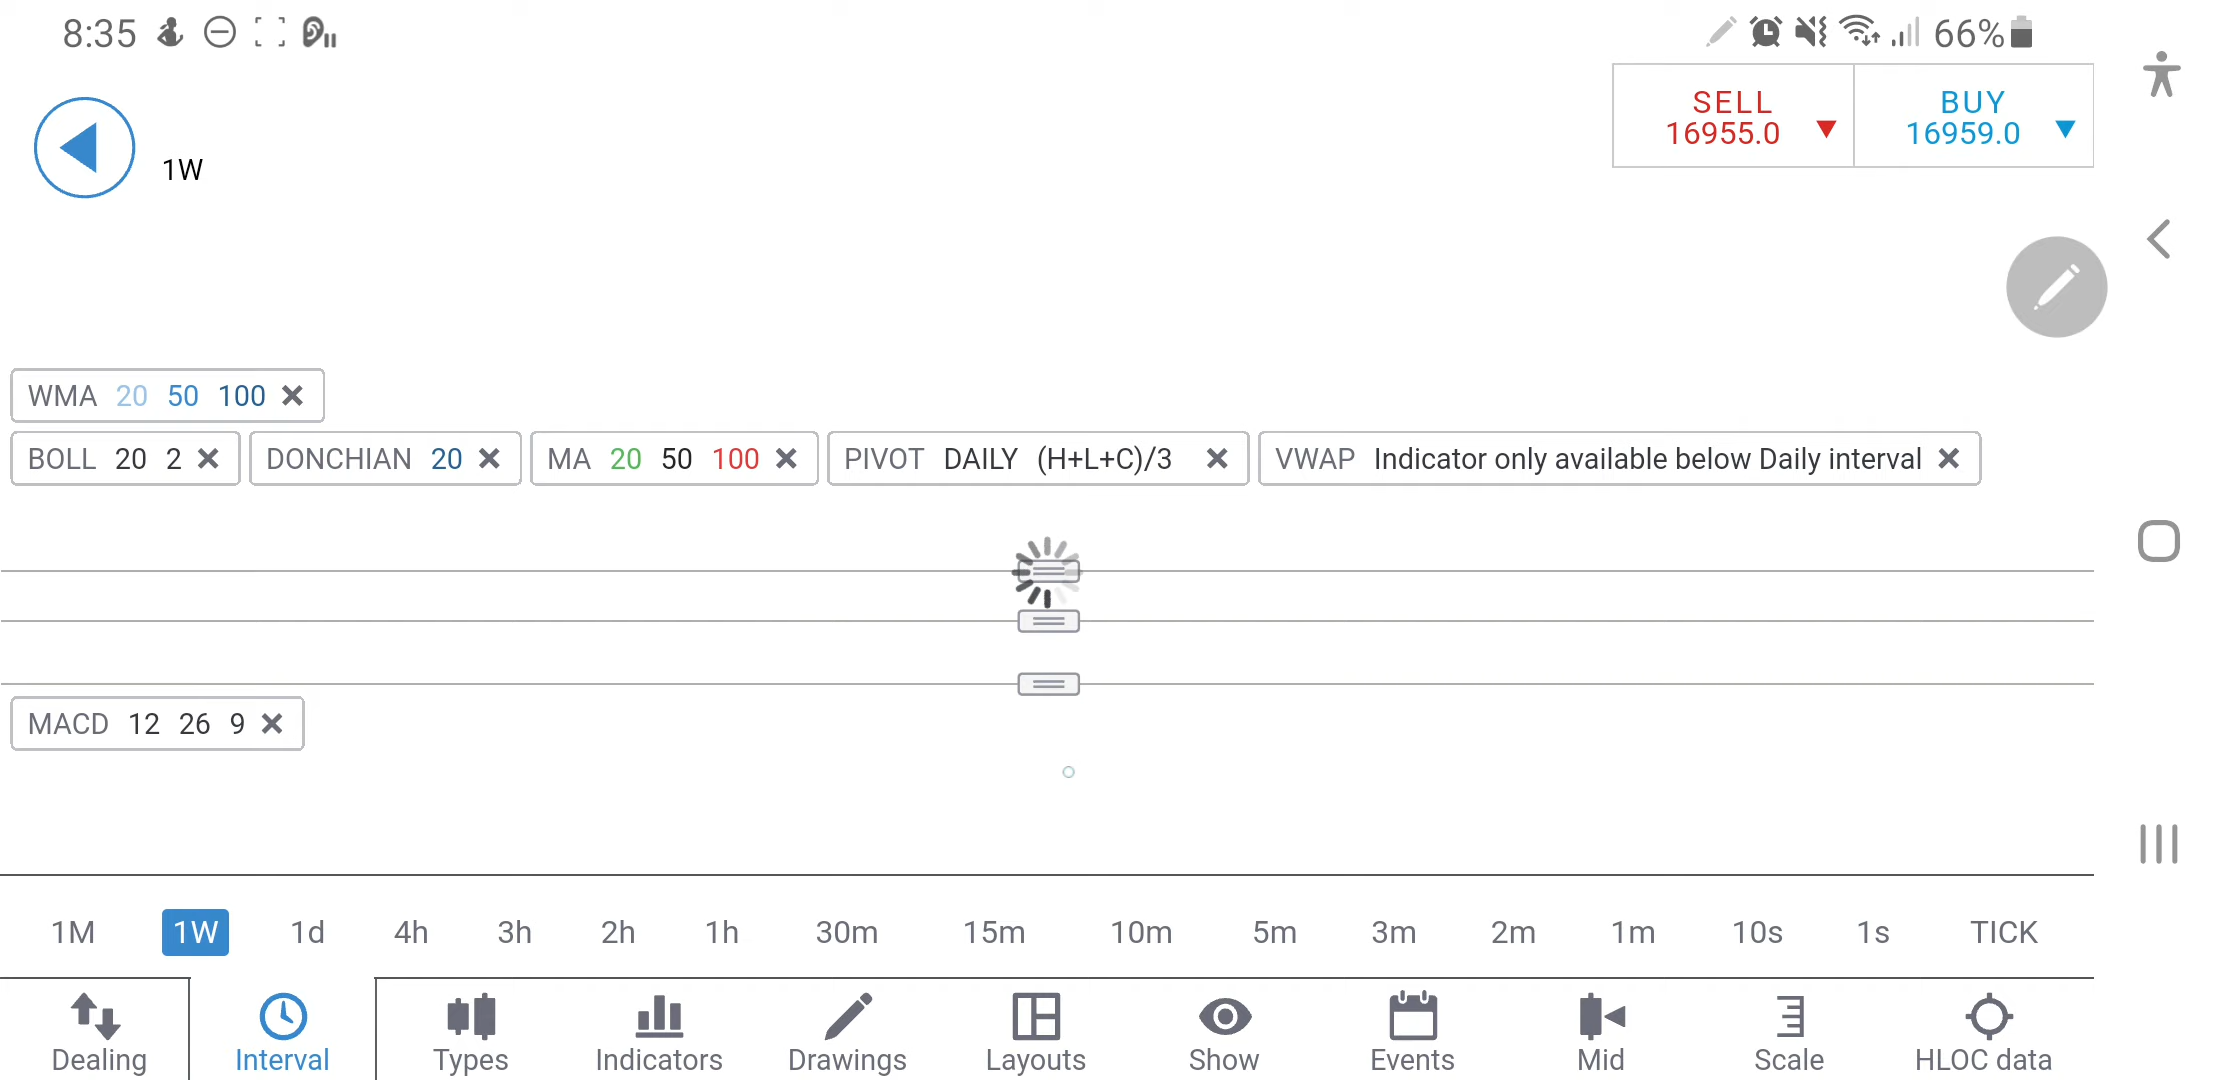 8:35 66%
SELL BUY
16955.0 16959.0
1W
WMA 20 50 100
BOLL 20 2 DONCHIAN 20 MA 20 50 100 PIVOT DAILY (H+L+C)/3 VWAP Indicator only available below Daily interval
MACD 12 26 9
1M 1W 1d 4h 3h 2h 1h 30m 15m 10m 5m 3m 2m 1m 10s 1s TICK
Dealing Interval Types Indicators Drawings Layouts Show Events Mid Scale HLOC data